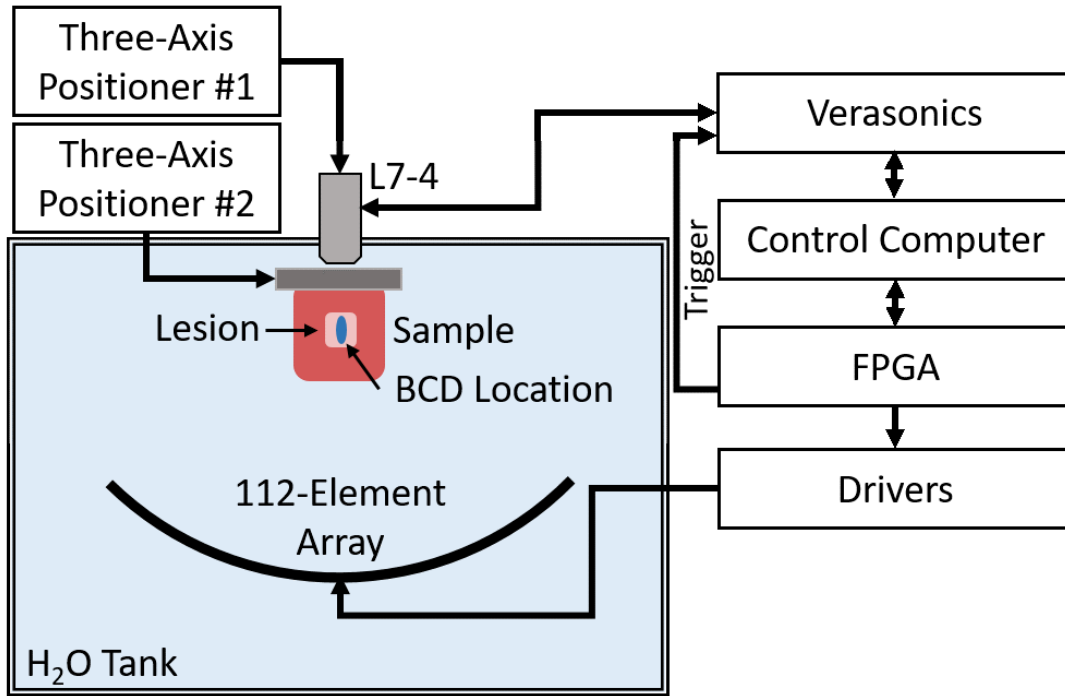 Three-Axis
Positioner #1
Three-Axis
Positioner #2
L7-4
Verasonics
Control Computer
Trigger
FPGA
Drivers
Lesion
Sample
BCD Location
112-Element
Array
H₂O Tank